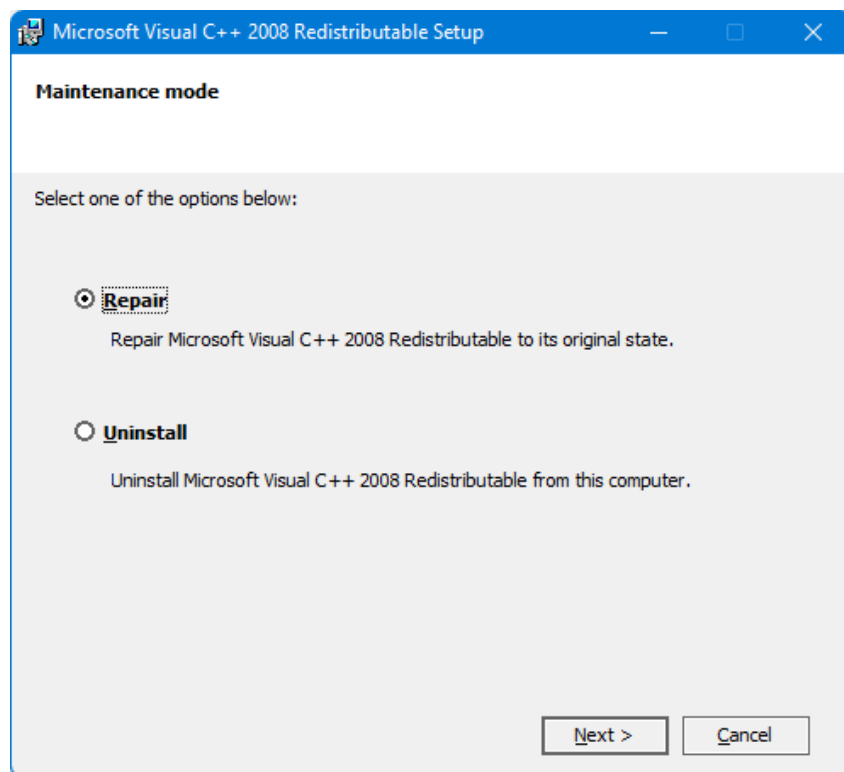 Microsoft Visual C++ 2008 Redistributable Setup
Maintenance mode
Select one of the options below:
Repair
Repair Microsoft Visual C++ 2008 Redistributable to its original state.
Uninstall
Uninstall Microsoft Visual C++ 2008 Redistributable from this computer.
Next >
Cancel